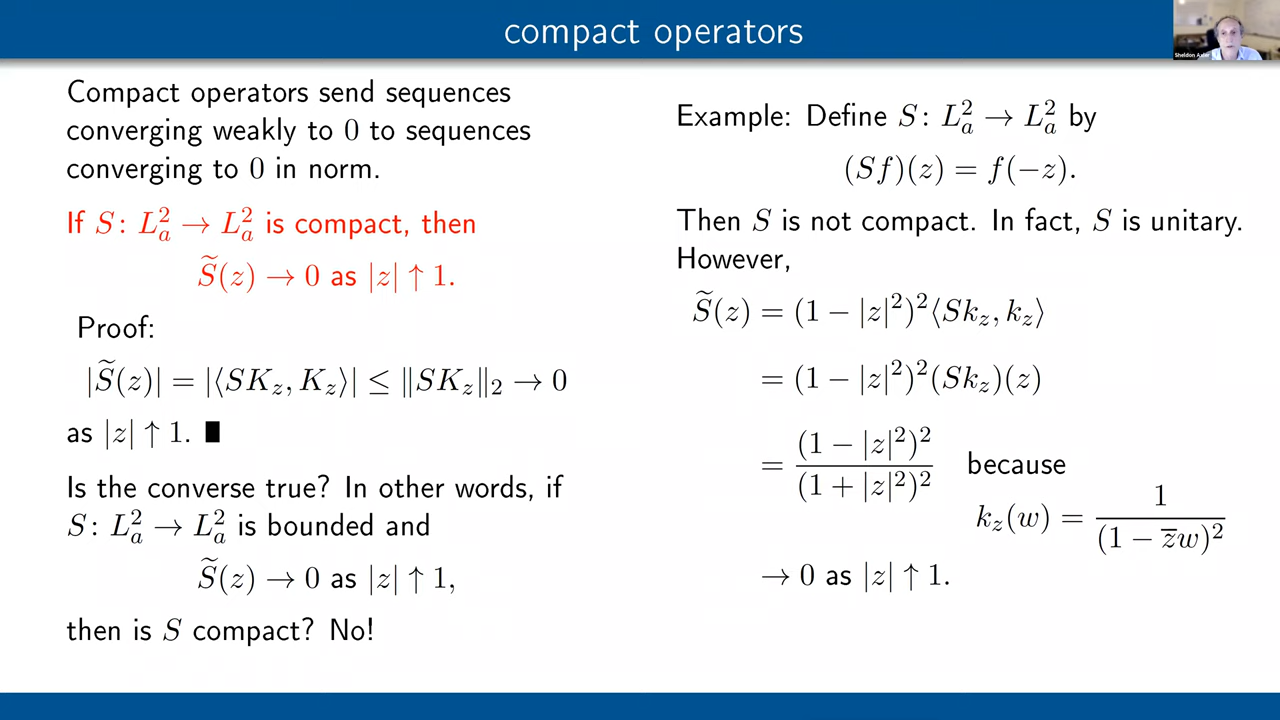 compact operators
Sheldon Axler
Compact operators send sequences
converging weakly to 0 to sequences
converging to 0 in norm.
If S: L²ₐ → L²ₐ is compact, then
S̃(z) → 0 as |z| ↑ 1.
Proof:
|S̃(z)| = |⟨SK_z, K_z⟩| ≤ ‖SK_z‖₂ → 0
as |z| ↑ 1. ∎
Is the converse true? In other words, if
S: L²ₐ → L²ₐ is bounded and
S̃(z) → 0 as |z| ↑ 1,
then is S compact? No!
Example: Define S: L²ₐ → L²ₐ by
(Sf)(z) = f(−z).
Then S is not compact. In fact, S is unitary.
However,
S̃(z) = (1 − |z|²)²⟨Sk_z, k_z⟩
= (1 − |z|²)²(Sk_z)(z)
= (1 − |z|²)² / (1 + |z|²)² because
k_z(w) = 1 / (1 − z̅w)²
→ 0 as |z| ↑ 1.